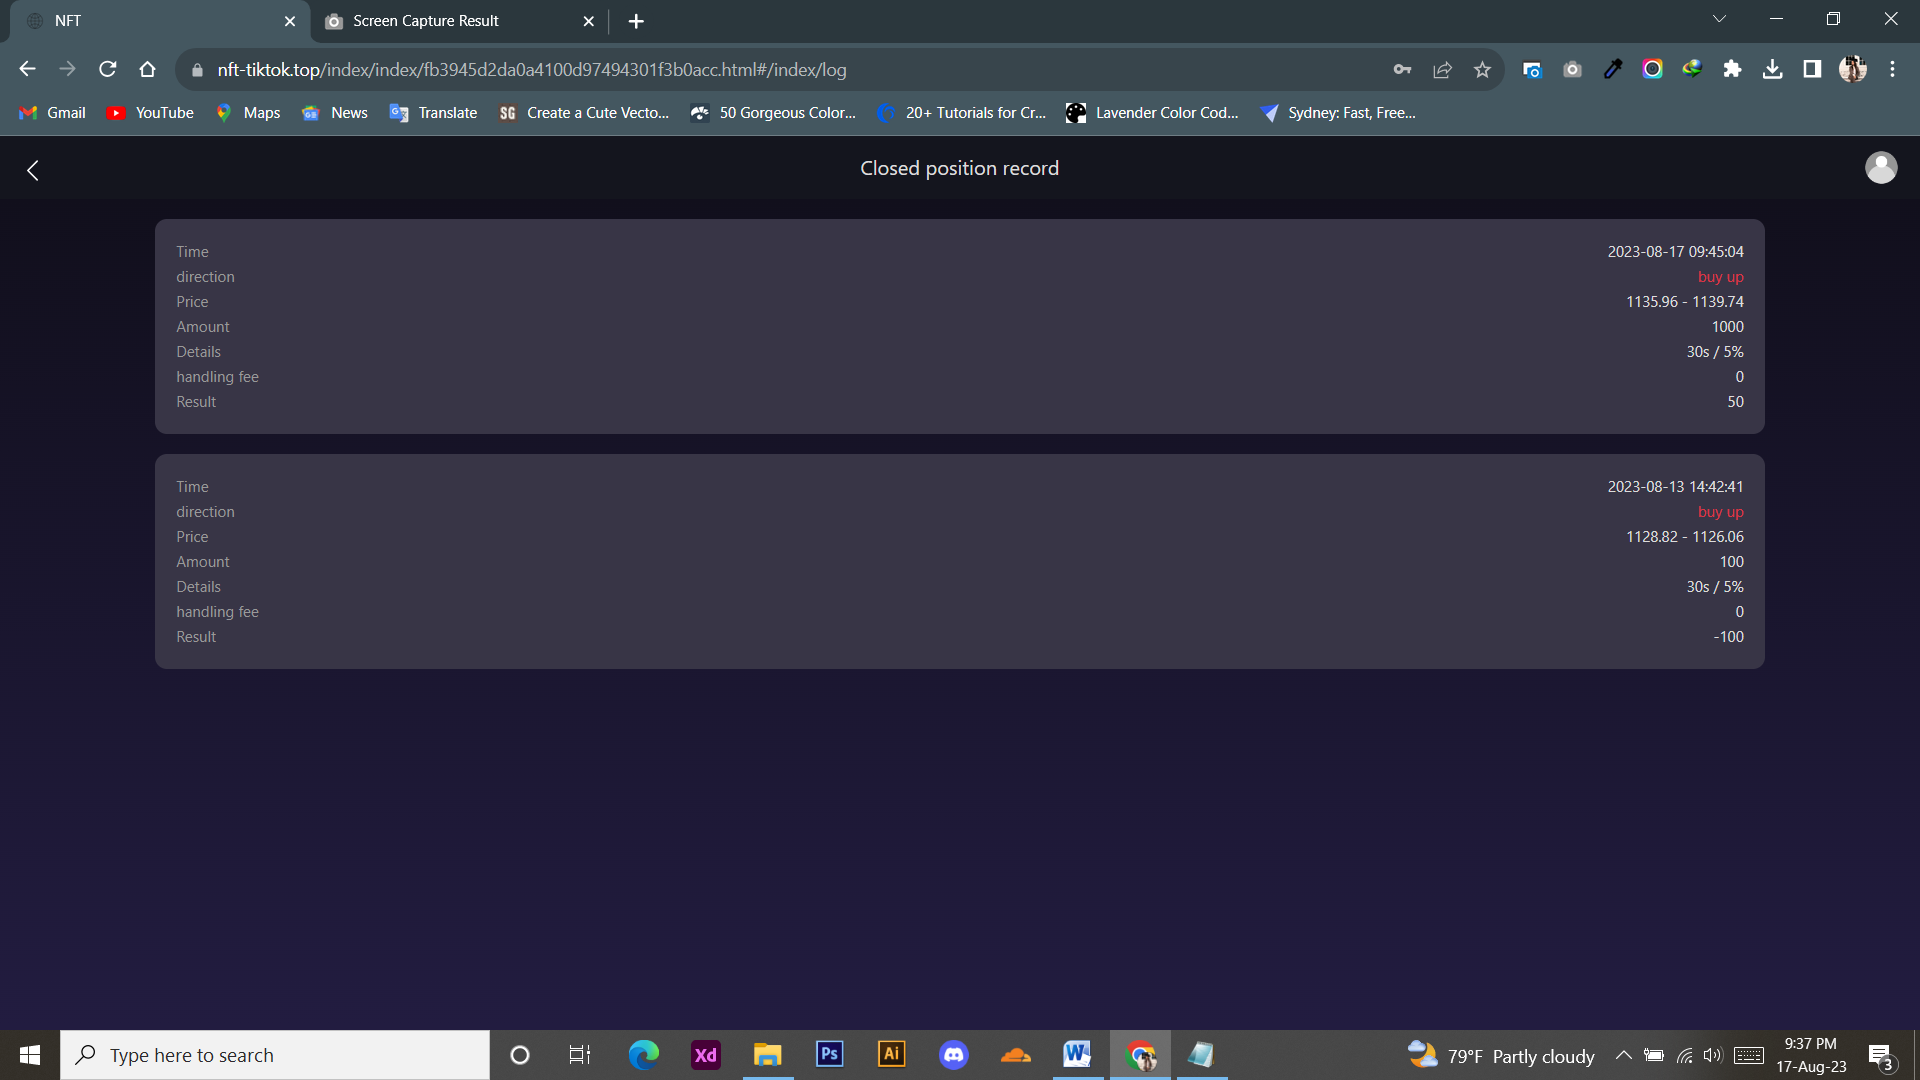 NFT
Screen Capture Result
nft-tiktok.top/index/index/fb3945d2da0a4100d97494301f3b0acc.html#/index/log
Gmail YouTube Maps News Translate SG Create a Cute Vecto... 50 Gorgeous Color... 20+ Tutorials for Cr... Lavender Color Cod... Sydney: Fast, Free...
Closed position record
Time 2023-08-17 09:45:04
direction buy up
Price 1135.96 - 1139.74
Amount 1000
Details 30s / 5%
handling fee 0
Result 50
Time 2023-08-13 14:42:41
direction buy up
Price 1128.82 - 1126.06
Amount 100
Details 30s / 5%
handling fee 0
Result -100
Type here to search
Xd
Ps
Ai
W
79°F Partly cloudy
9:37 PM
17-Aug-23
3